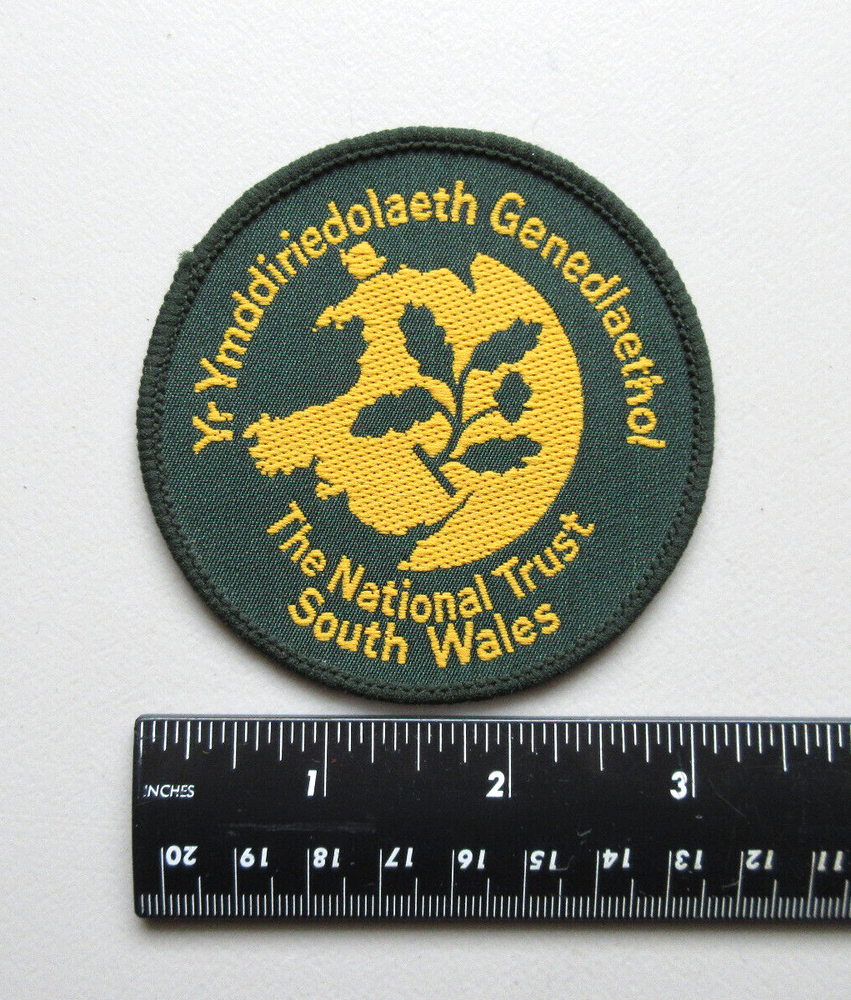 Yr Ymddiriedolaeth Genedlaethol
The National Trust
South Wales
INCHES 1 2 3
20 19 18 17 16 15 14 13 12 11